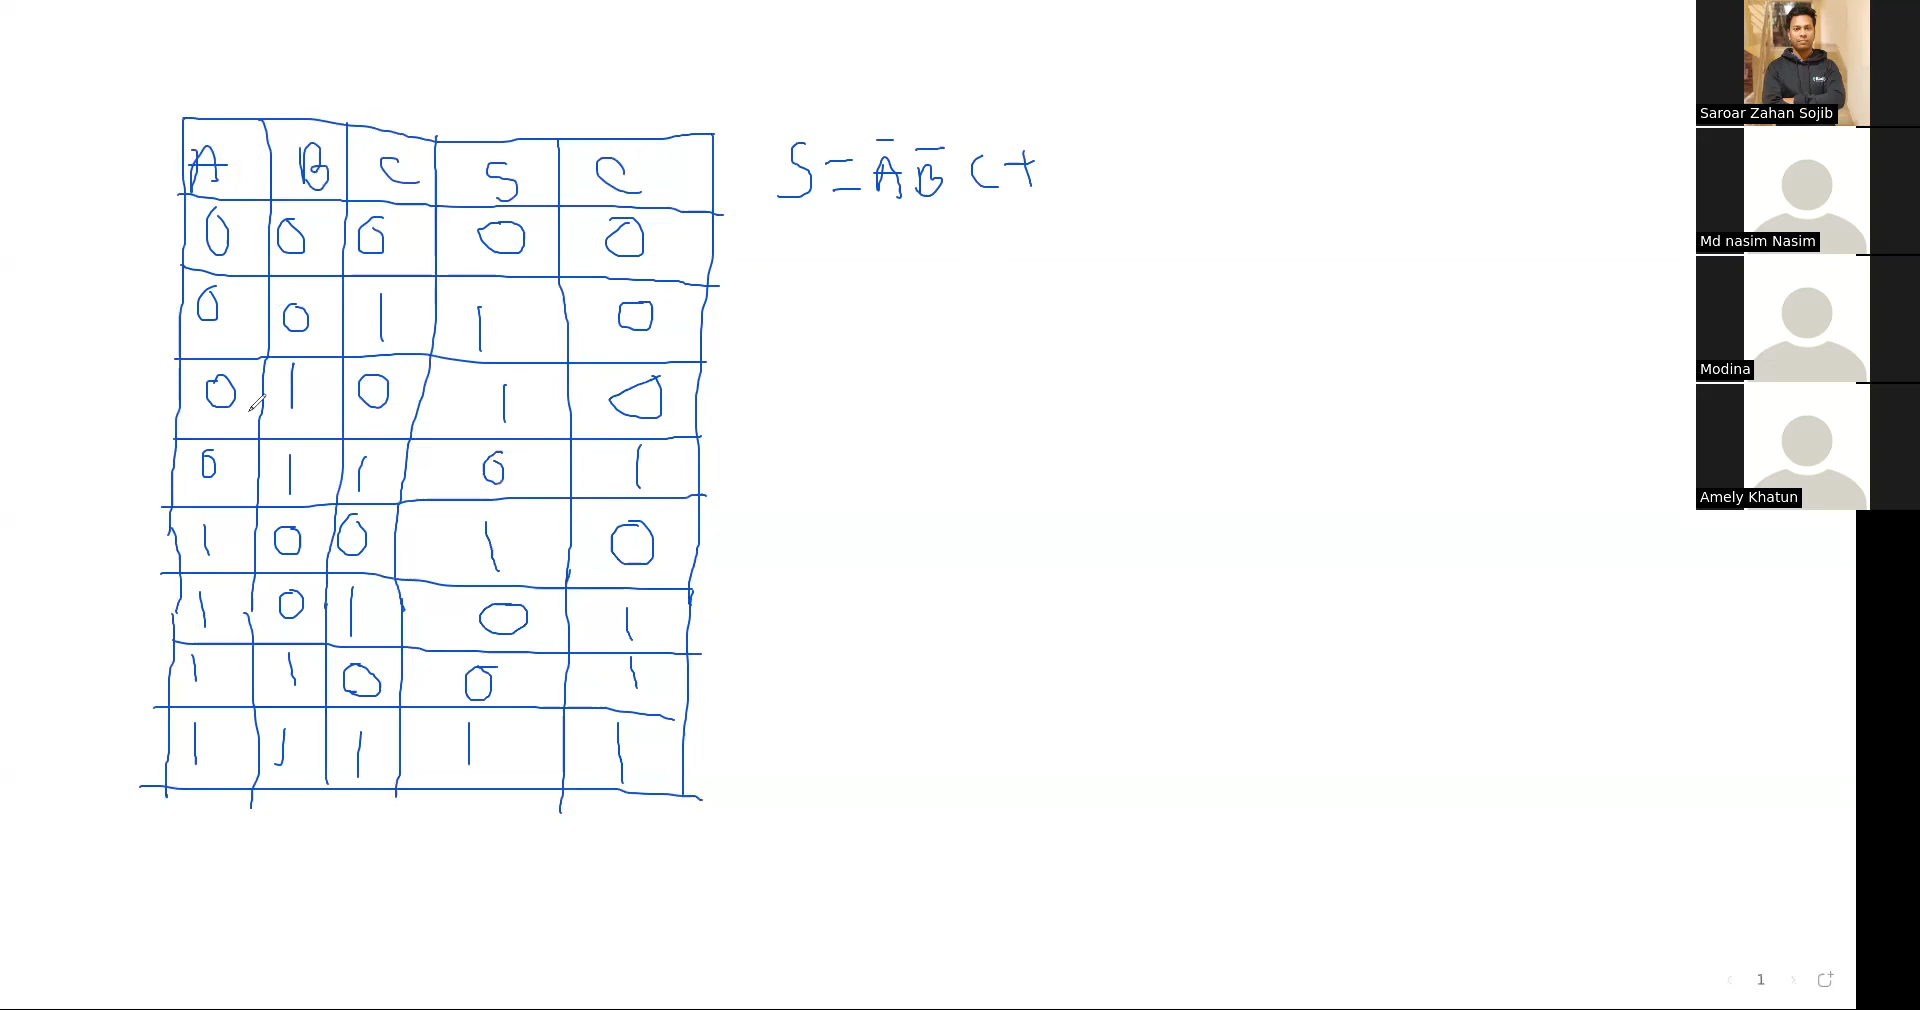 A B C S C S = A̅ B̅ C +
0 0 0 0 0
0 0 1 1 0
0 1 0 1 0
0 1 1 0 1
1 0 0 1 0
1 0 1 0 1
1 1 0 0 1
1 1 1 1 1
Saroar Zahan Sojib
Md nasim Nasim
Modina
Amely Khatun
1